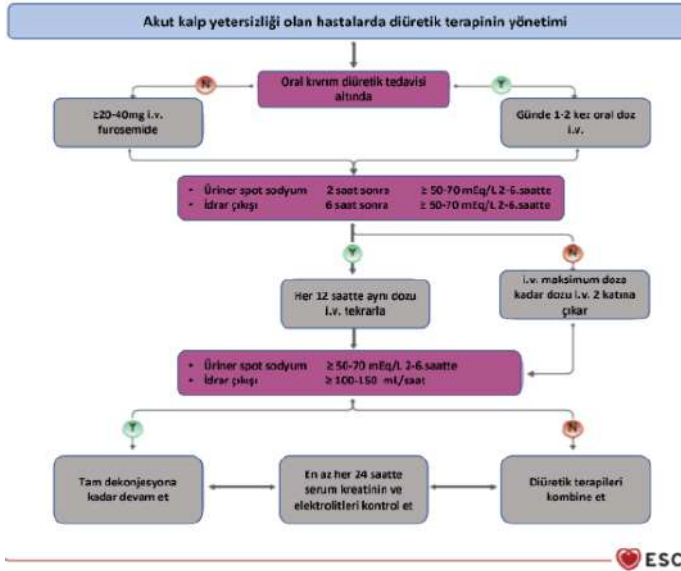 Akut kalp yetersizliği olan hastalarda diüretik terapinin yönetimi
N
Oral kıvrım diüretik tedavisi
altında
Y
≥20-40mg i.v.
furosemide
Günde 1-2 kez oral doz
i.v.
• Üriner spot sodyum 2 saat sonra ≥ 50-70 mEq/L 2-6.saatte
• İdrar çıkışı 6 saat sonra ≥ 50-70 mEq/L 2-6.saatte
Y
N
Her 12 saatte aynı dozu
i.v. tekrarla
i.v. maksimum doza
kadar dozu i.v. 2 katına
çıkar
• Üriner spot sodyum ≥ 50-70 mEq/L 2-6.saatte
• İdrar çıkışı ≥ 100-150 mL/saat
Y
N
Tam dekonjesyona
kadar devam et
En az her 24 saatte
serum kreatinin ve
elektrolitleri kontrol et
Diüretik terapileri
kombine et
ESC